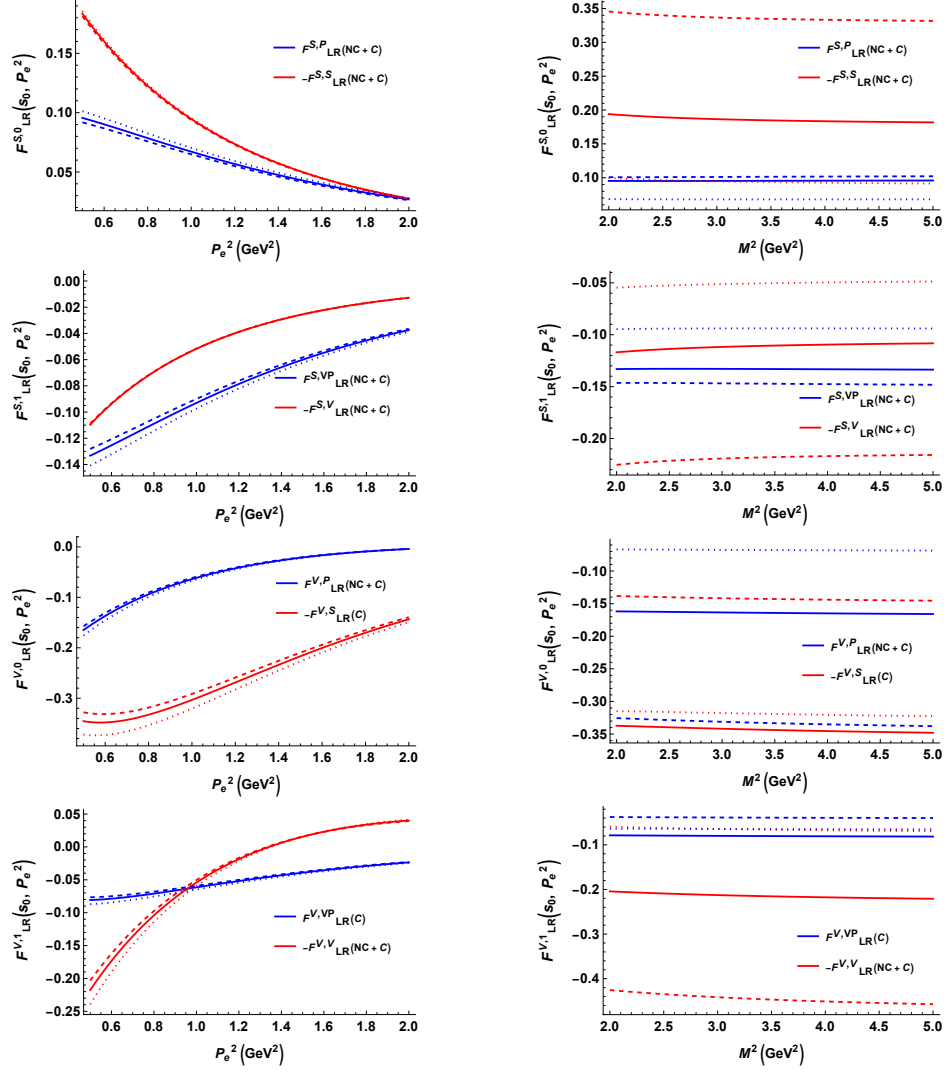 F^{S,0}_{LR}(s_0, P_e^2)
0.15
0.10
0.05
0.6 0.8 1.0 1.2 1.4 1.6 1.8 2.0
P_e^2 (GeV^2)
F^{S,P}_{LR}(NC + C)
-F^{S,S}_{LR}(NC + C)
F^{S,0}_{LR}(s_0, P_e^2)
0.35
0.30
0.25
0.20
0.15
0.10
2.0 2.5 3.0 3.5 4.0 4.5 5.0
M^2 (GeV^2)
F^{S,P}_{LR}(NC + C)
-F^{S,S}_{LR}(NC + C)
F^{S,1}_{LR}(s_0, P_e^2)
0.00
-0.02
-0.04
-0.06
-0.08
-0.10
-0.12
-0.14
0.6 0.8 1.0 1.2 1.4 1.6 1.8 2.0
P_e^2 (GeV^2)
F^{S,VP}_{LR}(NC + C)
-F^{S,V}_{LR}(NC + C)
F^{S,1}_{LR}(s_0, P_e^2)
-0.05
-0.10
-0.15
-0.20
2.0 2.5 3.0 3.5 4.0 4.5 5.0
M^2 (GeV^2)
F^{S,VP}_{LR}(NC + C)
-F^{S,V}_{LR}(NC + C)
F^{V,0}_{LR}(s_0, P_e^2)
0.0
-0.1
-0.2
-0.3
0.6 0.8 1.0 1.2 1.4 1.6 1.8 2.0
P_e^2 (GeV^2)
F^{V,P}_{LR}(NC + C)
-F^{V,S}_{LR}(C)
F^{V,0}_{LR}(s_0, P_e^2)
-0.10
-0.15
-0.20
-0.25
-0.30
-0.35
2.0 2.5 3.0 3.5 4.0 4.5 5.0
M^2 (GeV^2)
F^{V,P}_{LR}(NC + C)
-F^{V,S}_{LR}(C)
F^{V,1}_{LR}(s_0, P_e^2)
0.05
0.00
-0.05
-0.10
-0.15
-0.20
-0.25
0.6 0.8 1.0 1.2 1.4 1.6 1.8 2.0
P_e^2 (GeV^2)
F^{V,VP}_{LR}(C)
-F^{V,V}_{LR}(NC + C)
F^{V,1}_{LR}(s_0, P_e^2)
-0.1
-0.2
-0.3
-0.4
2.0 2.5 3.0 3.5 4.0 4.5 5.0
M^2 (GeV^2)
F^{V,VP}_{LR}(C)
-F^{V,V}_{LR}(NC + C)